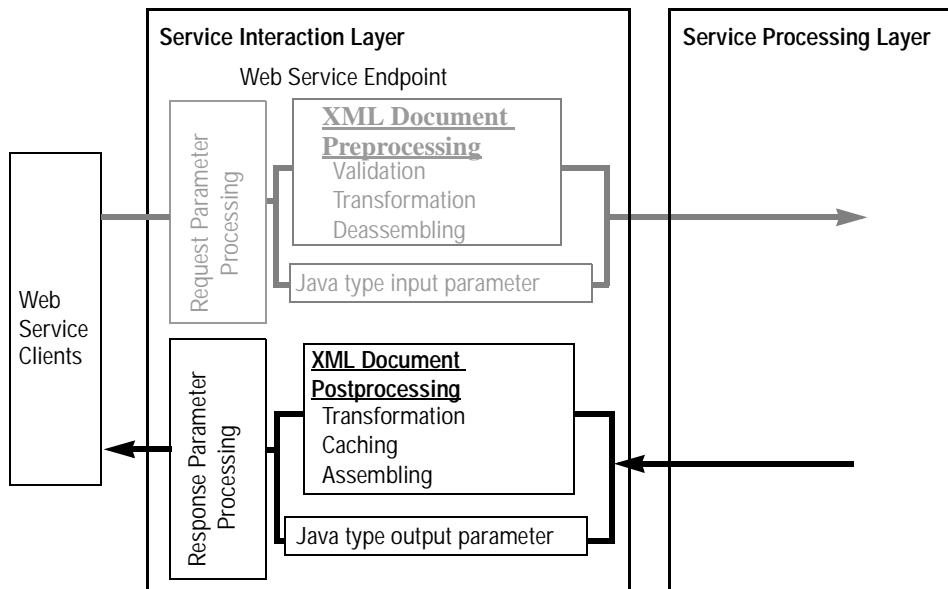 Service Interaction Layer
Service Processing Layer
Web Service Endpoint
Request Parameter
Processing
XML Document
Preprocessing
Validation
Transformation
Deassembling
Java type input parameter
Web
Service
Clients
Response Parameter
Processing
XML Document
Postprocessing
Transformation
Caching
Assembling
Java type output parameter